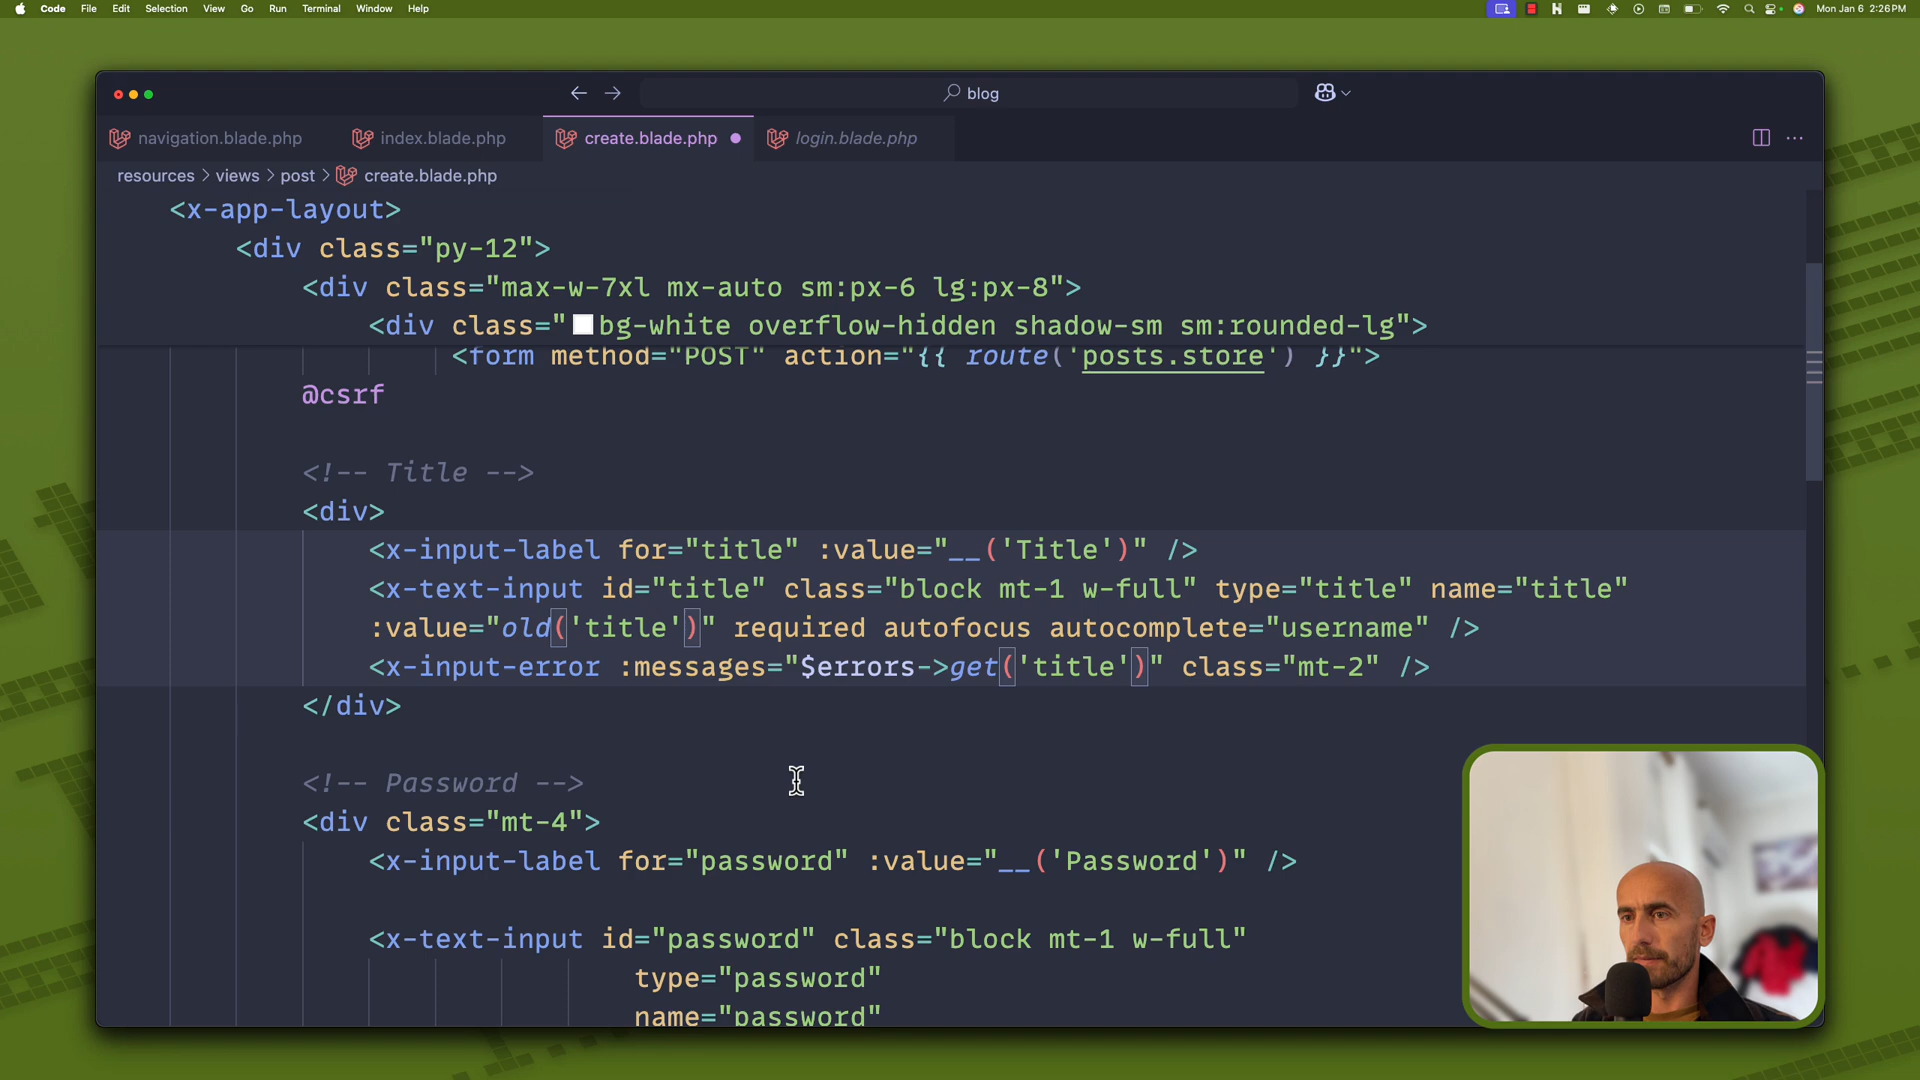 Code File Edit Selection View Go Run Terminal Window Help Mon Jan 6 2:26 PM
blog
navigation.blade.php index.blade.php create.blade.php login.blade.php
resources > views > post > create.blade.php
<x-app-layout>
<div class="py-12">
<div class="max-w-7xl mx-auto sm:px-6 lg:px-8">
<div class="bg-white overflow-hidden shadow-sm sm:rounded-lg">
<form method="POST" action="{{ route('posts.store') }}">
@csrf
<!-- Title -->
<div>
<x-input-label for="title" :value="__('Title')" />
<x-text-input id="title" class="block mt-1 w-full" type="title" name="title"
:value="old('title')" required autofocus autocomplete="username" />
<x-input-error :messages="$errors->get('title')" class="mt-2" />
</div>
<!-- Password -->
<div class="mt-4">
<x-input-label for="password" :value="__('Password')" />
<x-text-input id="password" class="block mt-1 w-full"
type="password"
name="password"